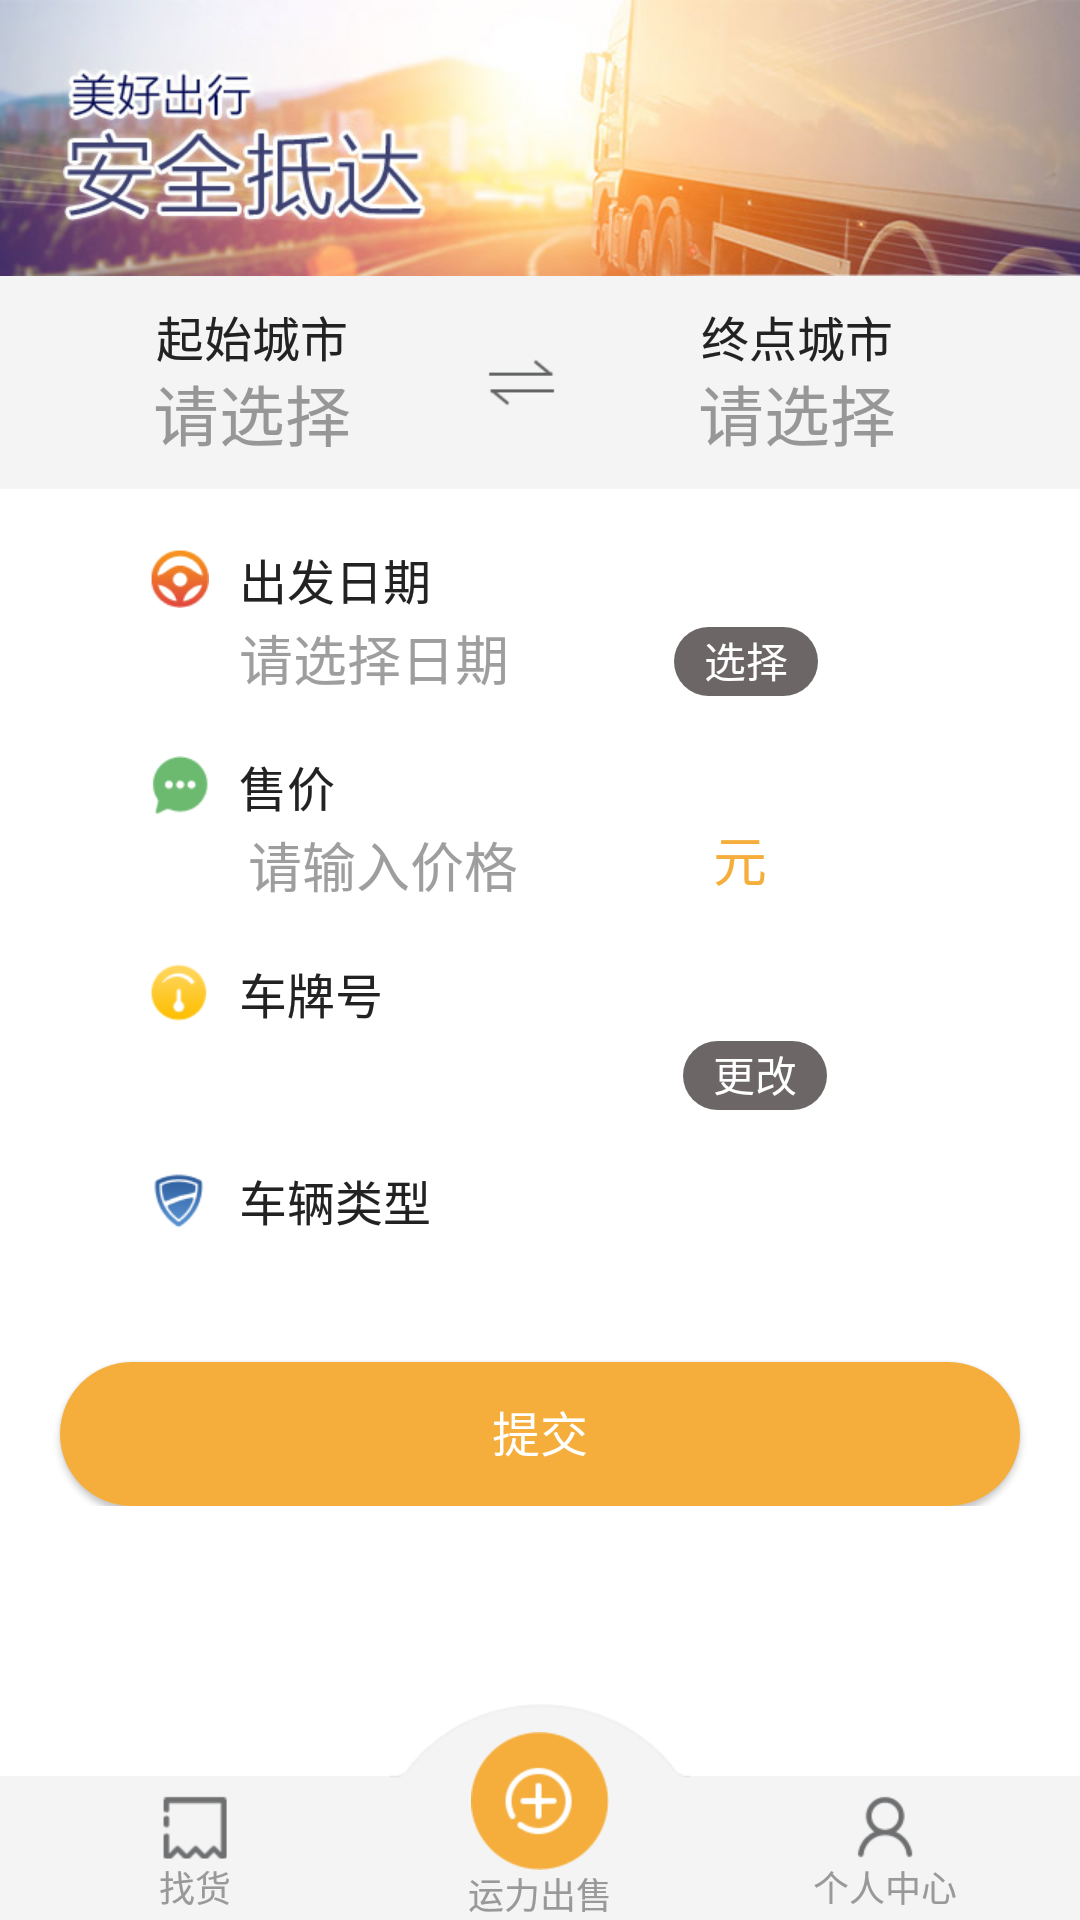 美好出行
安全抵达
起始城市
终点城市
请选择
请选择
出发日期
请选择日期
选择
售价
请输入价格
元
车牌号
更改
车辆类型
提交
找货
运力出售
个人中心